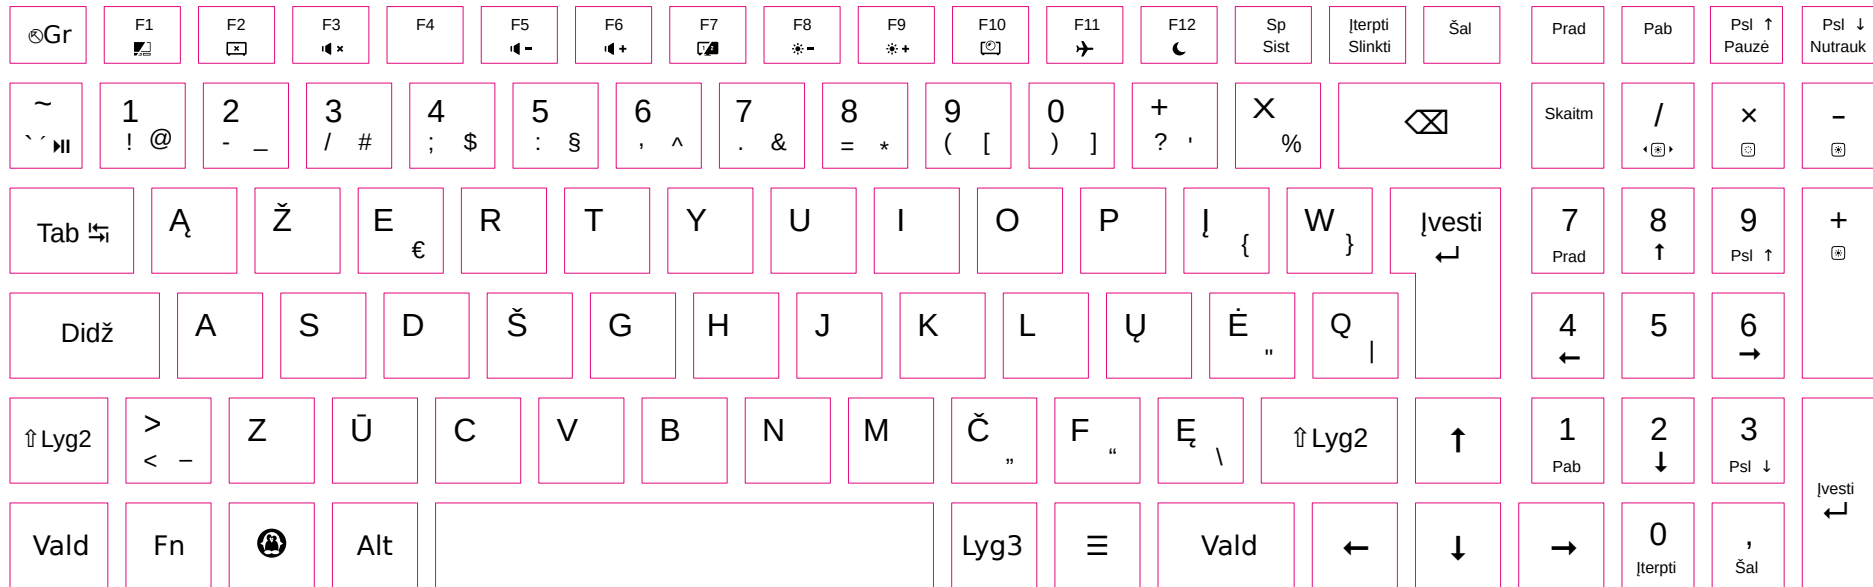 ⎋Gr F1 F2 F3 F4 F5 F6 F7 F8 F9 F10 F11 F12 Sp Įterpti Šal Prad Pab Psl ↑ Psl ↓
Sist Slinkti Pauzė Nutrauk
~ 1 2 3 4 5 6 7 8 9 0 + X ⌫ Skaitm / × −
` ´ ! @ - _ / # ; $ : § , ^ . & = * ( [ ) ] ? ' %
Tab ↹ Ą Ž E R T Y U I O P Į W Įvesti 7 8 9 +
€ { } ↵ Prad ↑ Psl ↑
Didž A S D Š G H J K L Ų Ė Q 4 5 6
" | ← →
⇧Lyg2 > Z Ū C V B N M Č F Ę ⇧Lyg2 ↑ 1 2 3
< – „ “ \ Pab ↓ Psl ↓
Įvesti
↵
Vald Fn Alt Lyg3 ☰ Vald ← ↓ → 0 ,
Įterpti Šal